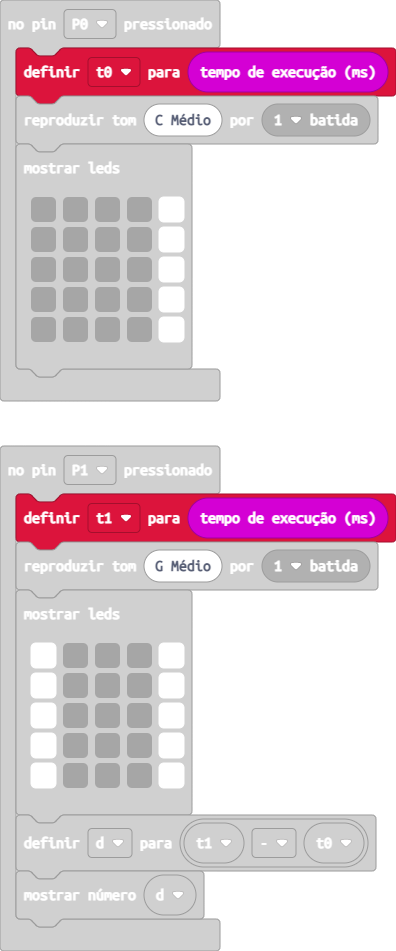 no pin P0 pressionado
definir t0 para tempo de execução (ms)
reproduzir tom C Médio por 1 batida
mostrar leds
no pin P1 pressionado
definir t1 para tempo de execução (ms)
reproduzir tom G Médio por 1 batida
mostrar leds
definir d para t1 - t0
mostrar número d